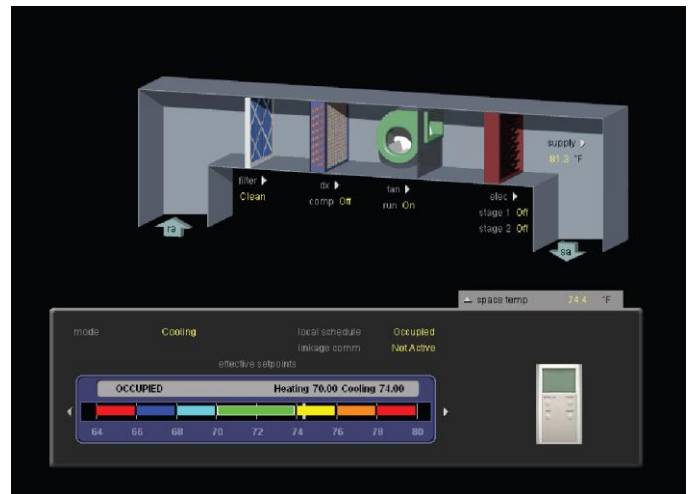 supply
81.3 °F
filter
Clean
dx
comp Off
fan
run On
elec
stage 1 Off
stage 2 Off
ra
sa
space temp 74.4 °F
mode Cooling
local schedule Occupied
linkage comm Not Active
effective setpoints
OCCUPIED Heating 70.00 Cooling 74.00
64 66 68 70 72 74 76 78 80